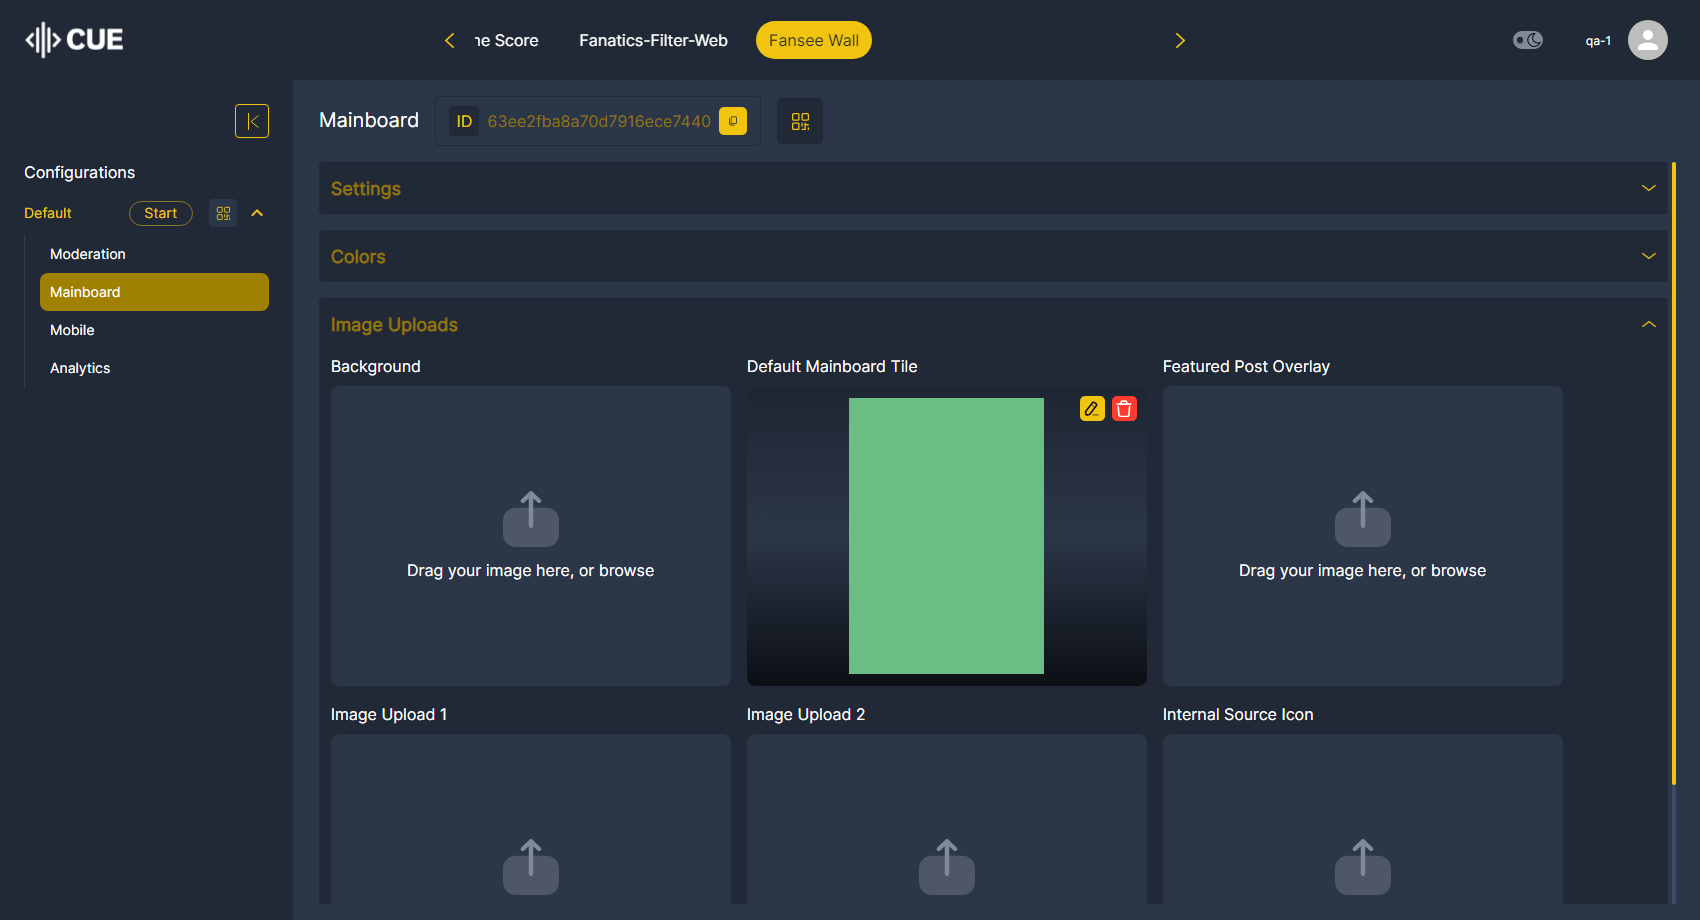 CUE
ne Score
Fanatics-Filter-Web
Fansee Wall
qa-1
Configurations
Default
Start
Moderation
Mainboard
Mobile
Analytics
Mainboard
ID
63ee2fba8a70d7916ece7440
Settings
Colors
Image Uploads
Background
Default Mainboard Tile
Featured Post Overlay
Drag your image here, or browse
Drag your image here, or browse
Image Upload 1
Image Upload 2
Internal Source Icon